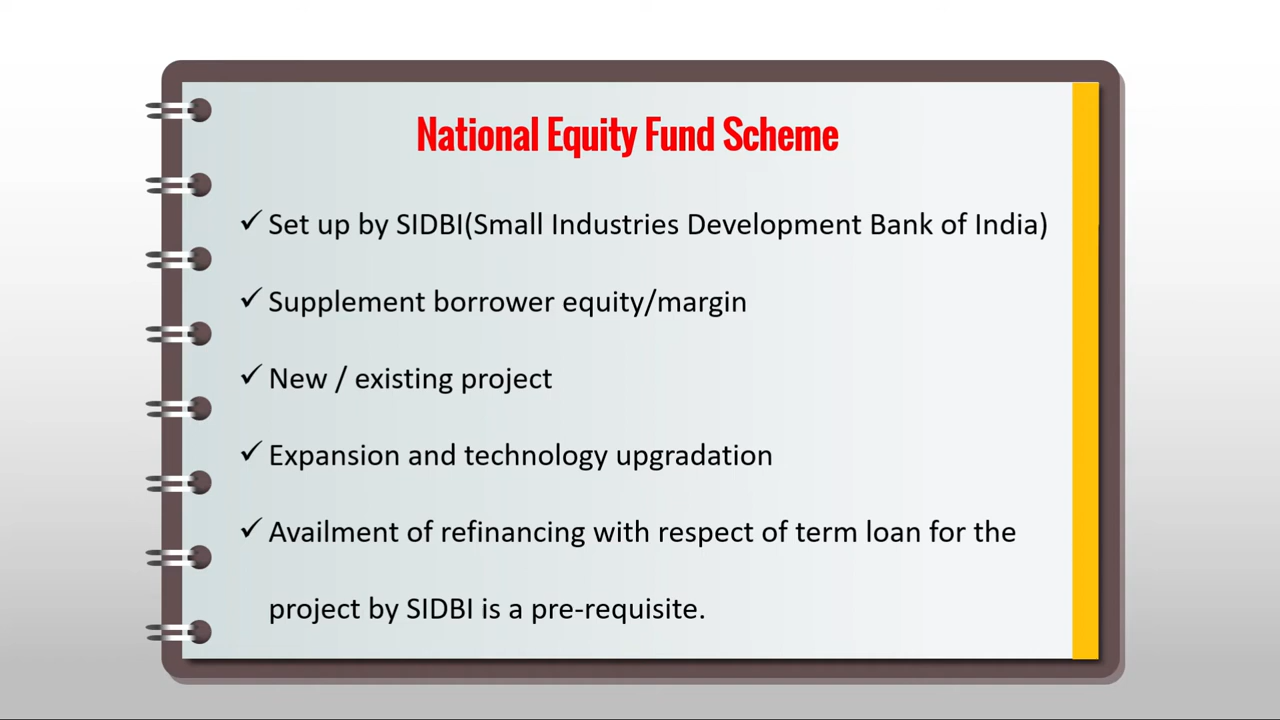 National Equity Fund Scheme
✓ Set up by SIDBI(Small Industries Development Bank of India)
✓ Supplement borrower equity/margin
✓ New / existing project
✓ Expansion and technology upgradation
✓ Availment of refinancing with respect of term loan for the
project by SIDBI is a pre-requisite.